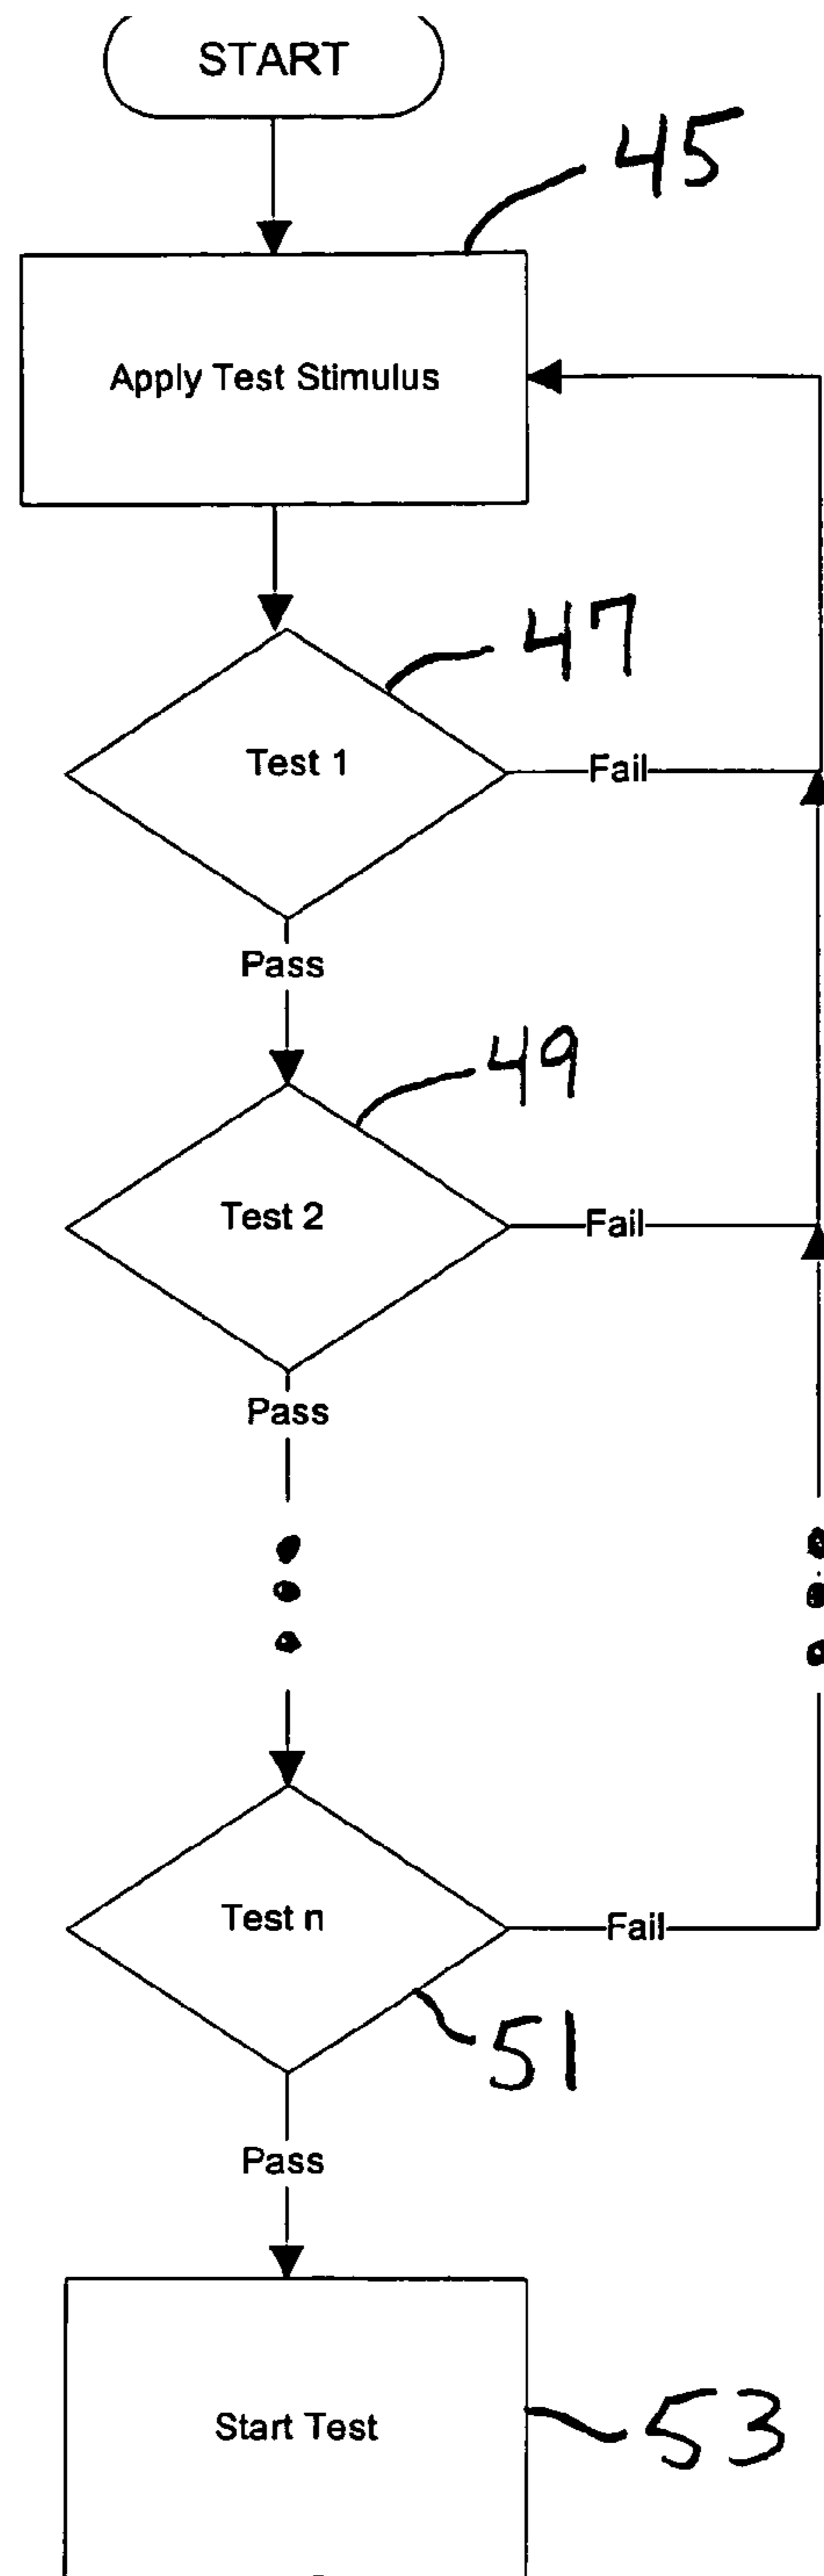 START
45
Apply Test Stimulus
47
Test 1
Fail
Pass
49
Test 2
Fail
Pass
Test n
Fail
51
Pass
Start Test
53